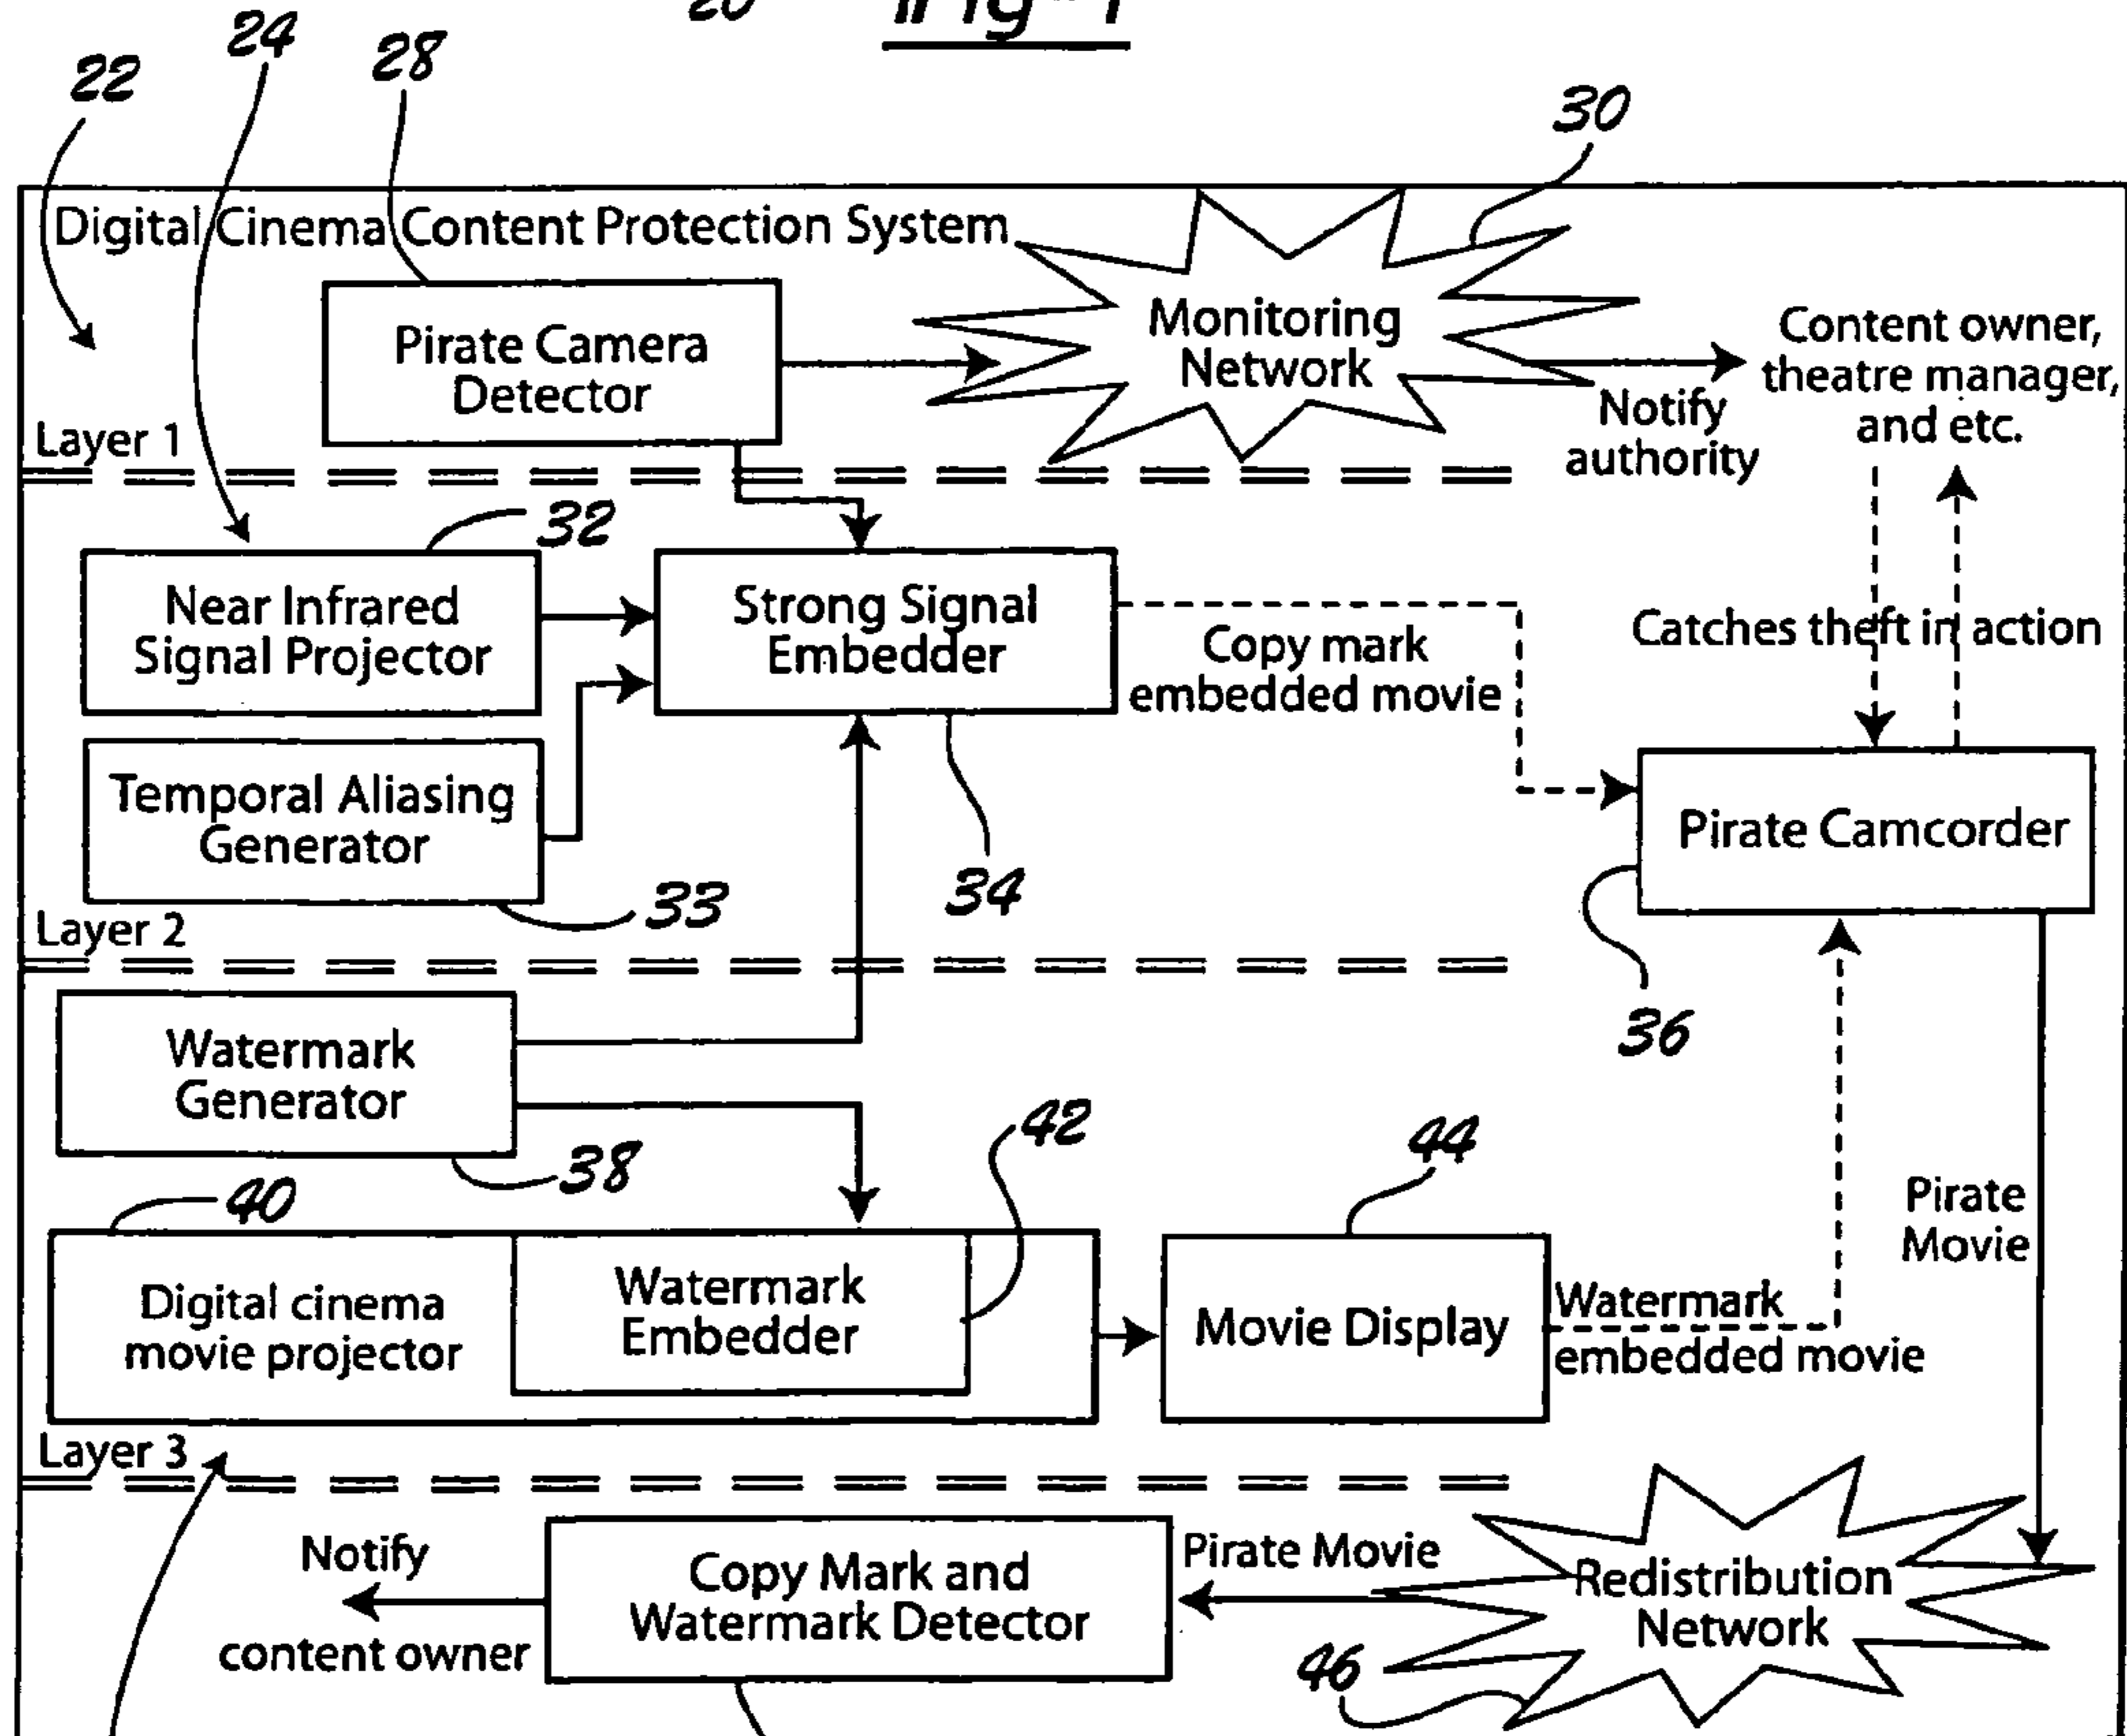 24
28
22
30
Digital Cinema Content Protection System
Pirate Camera
Detector
Monitoring
Network
Content owner,
theatre manager,
and etc.
Notify
authority
Layer 1
32
Near Infrared
Signal Projector
Strong Signal
Embedder
Copy mark
embedded movie
Catches theft in action
Temporal Aliasing
Generator
33
34
Pirate Camcorder
36
Layer 2
Watermark
Generator
38
42
44
40
Digital cinema
movie projector
Watermark
Embedder
Movie Display
Watermark
embedded movie
Pirate
Movie
Layer 3
Notify
content owner
Copy Mark and
Watermark Detector
Pirate Movie
Redistribution
Network
46